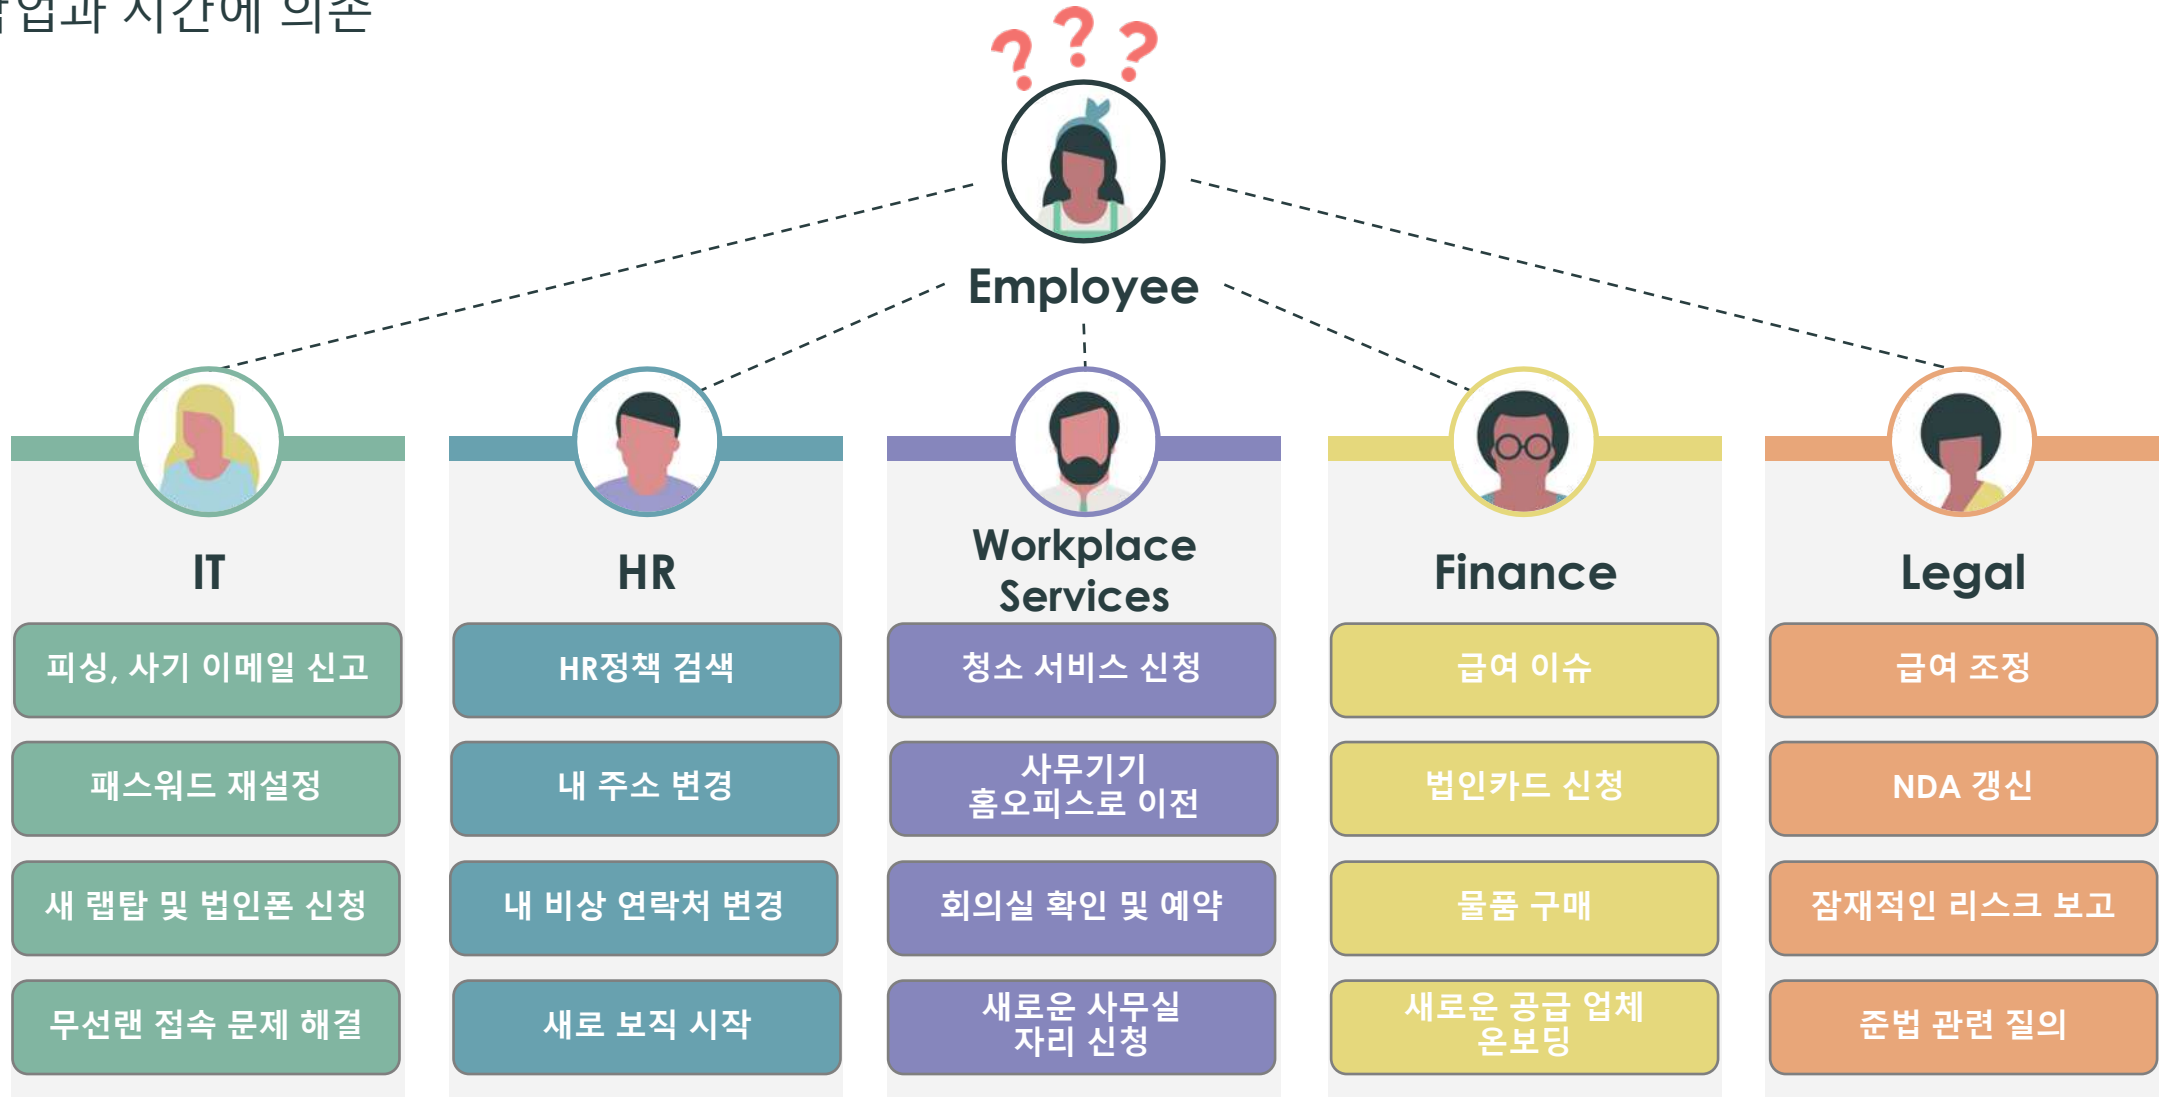 시간에 의존
? ? ?
Employee
IT
HR
Workplace
Services
Finance
Legal
피싱, 사기 이메일 신고
HR정책 검색
청소 서비스 신청
급여 이슈
급여 조정
패스워드 재설정
내 주소 변경
사무기기
홈오피스로 이전
법인카드 신청
NDA 갱신
새 랩탑 및 법인폰 신청
내 비상 연락처 변경
회의실 확인 및 예약
물품 구매
잠재적인 리스크 보고
무선랜 접속 문제 해결
새로 보직 시작
새로운 사무실
자리 신청
새로운 공급 업체
온보딩
준법 관련 질의